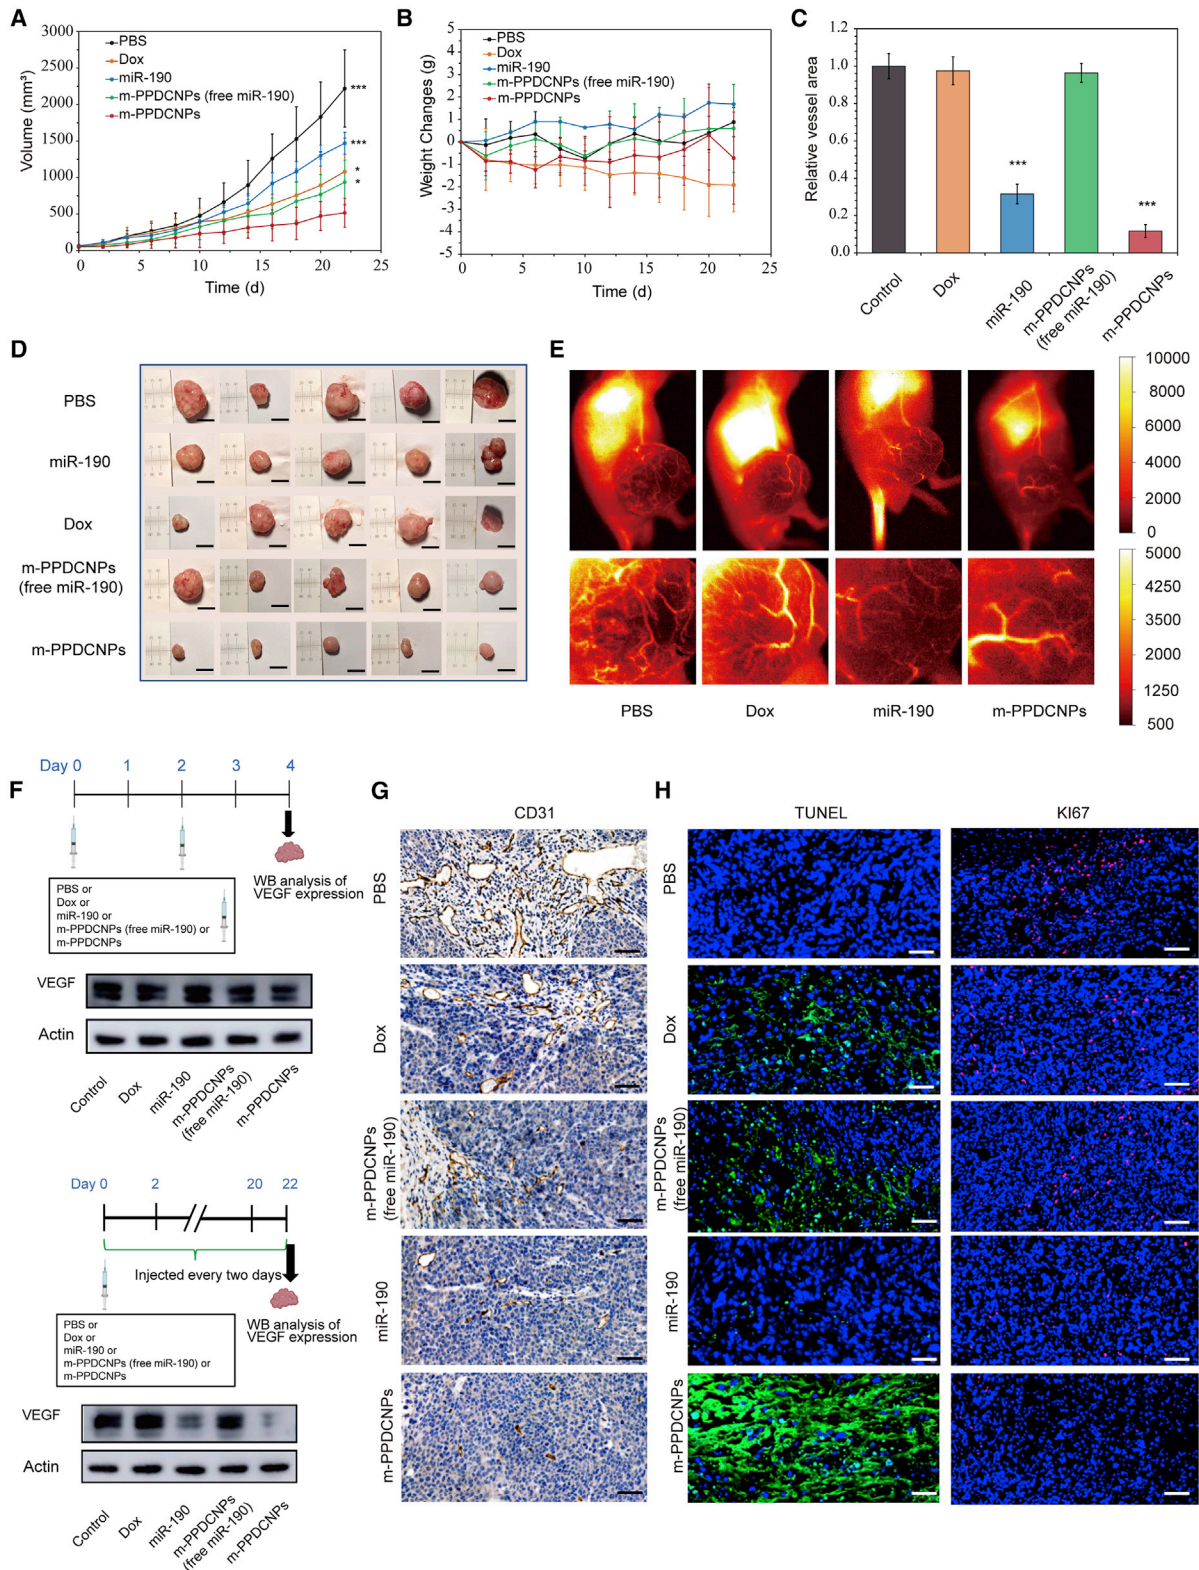 A
3000
2500
2000
1500
1000
500
0
Volume (mm³)
PBS
Dox
miR-190
m-PPDCNPs (free miR-190)
m-PPDCNPs
***
***
*
*
0
5
10
15
20
25
Time (d)
B
5
4
3
2
1
0
-1
-2
-3
-4
-5
Weight Changes (g)
PBS
Dox
miR-190
m-PPDCNPs (free miR-190)
m-PPDCNPs
0
5
10
15
20
25
Time (d)
C
1.2
1.0
0.8
0.6
0.4
0.2
0.0
Relative vessel area
***
***
Control
Dox
miR-190
m-PPDCNPs
(free miR-190)
m-PPDCNPs
D
PBS
miR-190
Dox
m-PPDCNPs
(free miR-190)
m-PPDCNPs
E
10000
8000
6000
4000
2000
0
5000
4250
3500
2000
1250
500
PBS
Dox
miR-190
m-PPDCNPs
F
Day 0
1
2
3
4
WB analysis of
VEGF expression
PBS or
Dox or
miR-190 or
m-PPDCNPs (free miR-190) or
m-PPDCNPs
VEGF
Actin
Control
Dox
miR-190
m-PPDCNPs
(free miR-190)
m-PPDCNPs
Day 0
2
20
22
Injected every two days
WB analysis of
VEGF expression
PBS or
Dox or
miR-190 or
m-PPDCNPs (free miR-190) or
m-PPDCNPs
VEGF
Actin
Control
Dox
miR-190
m-PPDCNPs
(free miR-190)
m-PPDCNPs
G
CD31
PBS
Dox
m-PPDCNPs
(free miR-190)
miR-190
m-PPDCNPs
H
TUNEL
KI67
PBS
Dox
m-PPDCNPs
(free miR-190)
miR-190
m-PPDCNPs